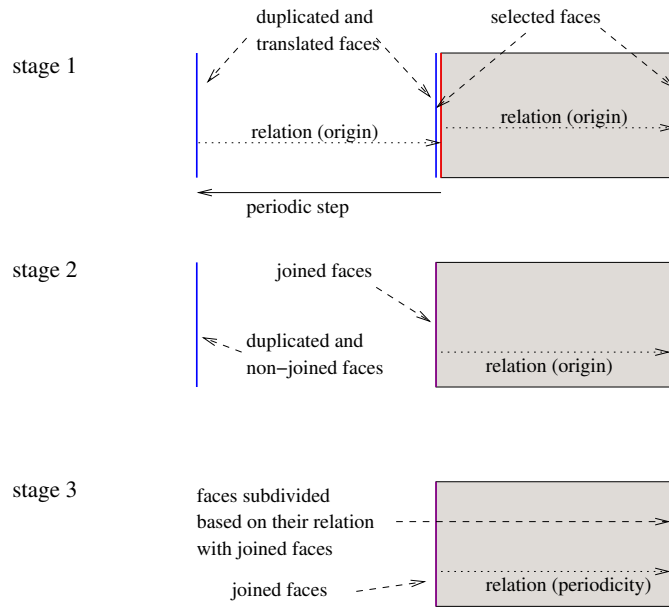 duplicated and
translated faces
selected faces
stage 1
relation (origin)
relation (origin)
periodic step
stage 2
joined faces
duplicated and
non−joined faces
relation (origin)
stage 3
faces subdivided
based on their relation
with joined faces
joined faces
relation (periodicity)